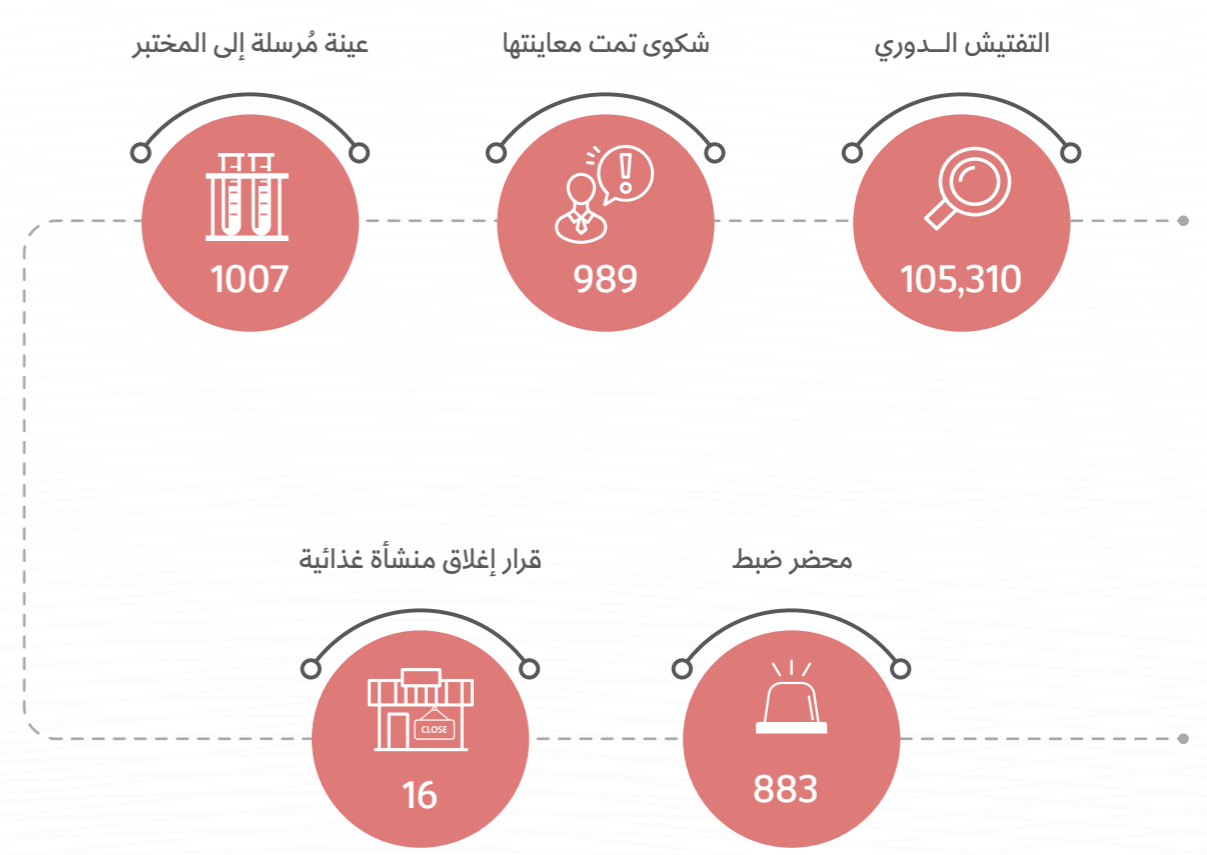 التفتيش الــدوري
105,310
شكوى تمت معاينتها
989
عينة مُرسلة إلى المختبر
1007
محضر ضبط
883
قرار إغلاق منشأة غذائية
CLOSE
16